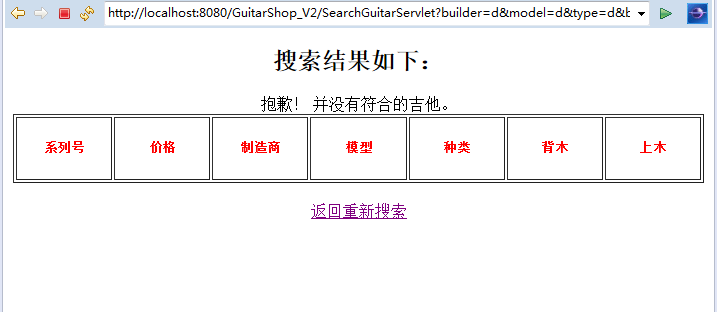 http://localhost:8080/GuitarShop_V2/SearchGuitarServlet?builder=d&model=d&type=d&b
搜索结果如下：
抱歉！ 并没有符合的吉他。
系列号 价格 制造商 模型 种类 背木 上木
返回重新搜索